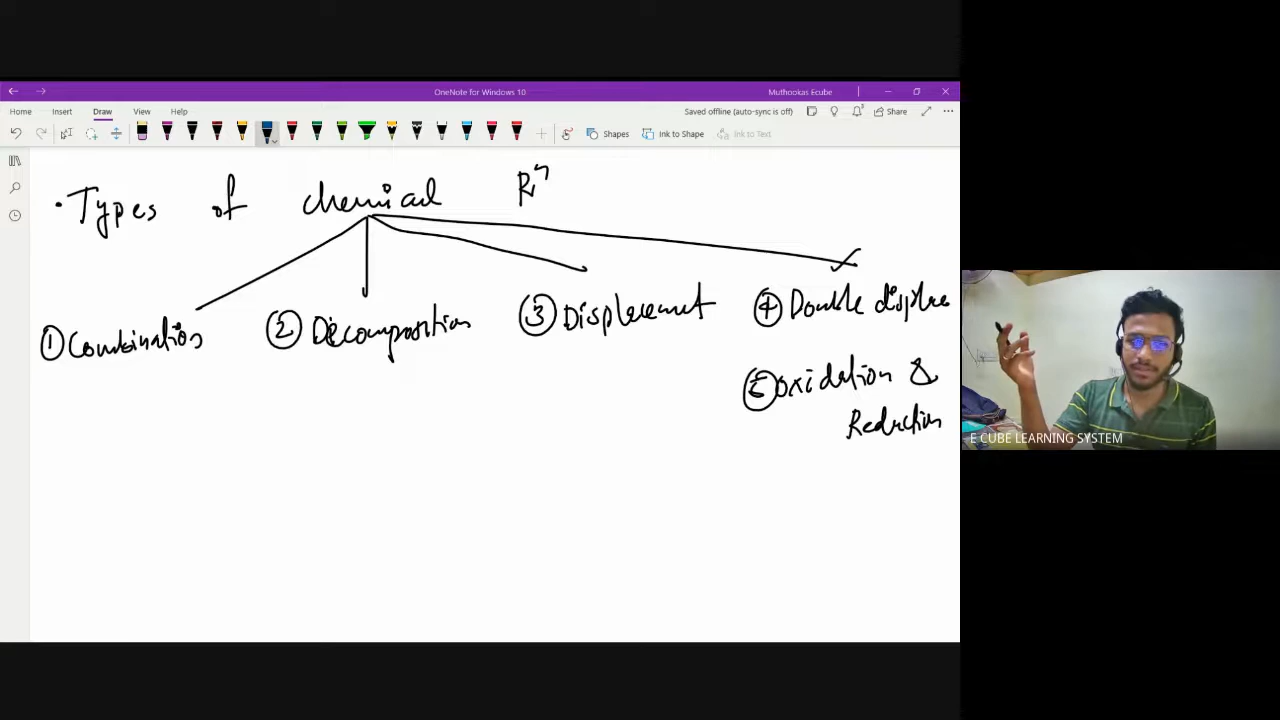 OneNote for Windows 10
Muthookas Ecube
Home Insert Draw View Help
Saved offline (auto-sync is off)
Share
Shapes
Ink to Shape
Ink to Text
• Types of chemical Rⁿ
① Combination
② Decomposition
③ Displacement
④ Double displace
⑤ oxidation &
Reduction
E CUBE LEARNING SYSTEM